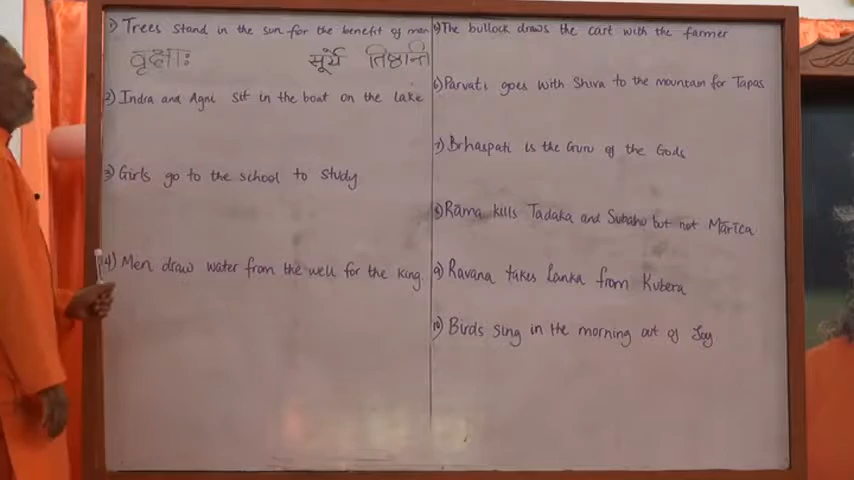 1) Trees stand in the sun for the benefit of man
वृक्षाः सूर्ये तिष्ठन्ति
2) Indra and Agni sit in the boat on the lake
3) Girls go to the school to study
4) Men draw water from the well for the king
5) The bullock draws the cart with the farmer
6) Parvati goes with Shiva to the mountain for Tapas
7) Brhaspati is the Guru of the Gods
8) Rāma kills Tadaka and Subahu but not Mārīca
9) Ravana takes Lanka from Kubera
10) Birds sing in the morning out of Joy